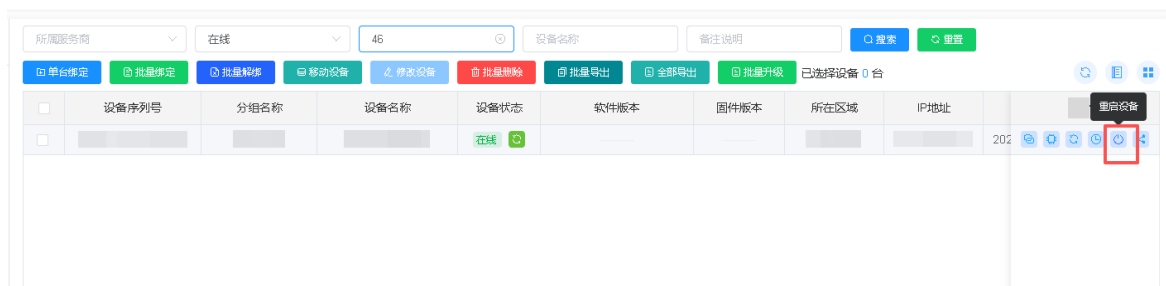 所属服务商 在线 46 设备名称 备注说明 搜索 重置
单台绑定 批量绑定 批量解绑 移动设备 修改设备 批量删除 批量导出 全部导出 批量升级 已选择设备 0 台
设备序列号 分组名称 设备名称 设备状态 软件版本 固件版本 所在区域 IP地址 重启设备
在线 202